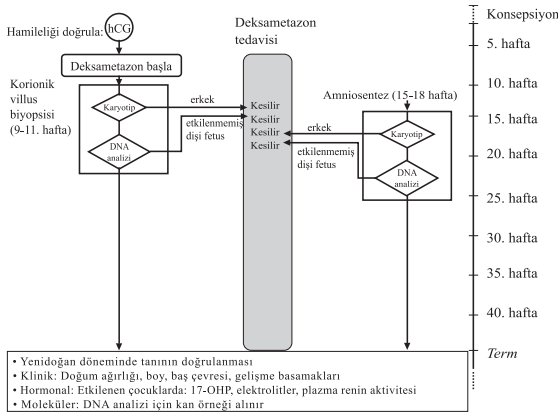 Hamileliği doğrula:
hCG
Deksametazon başla
Korionik
villus
biyopsisi
(9-11. hafta)
Karyotip
DNA
analizi
erkek
etkilenmemiş
dişi fetus
Deksametazon
tedavisi
Kesilir
Kesilir
Kesilir
Kesilir
Amniosentez (15-18 hafta)
erkek
Karyotip
etkilenmemiş
dişi fetus
DNA
analizi
Konsepsiyon
5. hafta
10. hafta
15. hafta
20. hafta
25. hafta
30. hafta
35. hafta
40. hafta
Term
• Yenidoğan döneminde tanının doğrulanması
• Klinik: Doğum ağırlığı, boy, baş çevresi, gelişme basamakları
• Hormonal: Etkilenen çocuklarda: 17-OHP, elektrolitler, plazma renin aktivitesi
• Moleküler: DNA analizi için kan örneği alınır